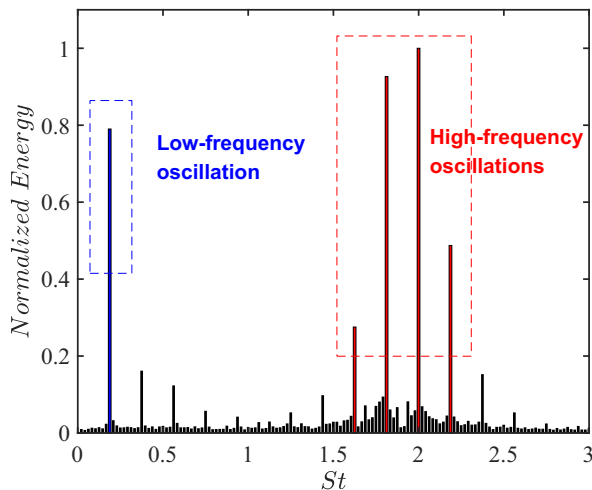 1
0.8
0.6
0.4
0.2
0
Normalized Energy
Low-frequency
oscillation
High-frequency
oscillations
0 0.5 1 1.5 2 2.5 3
St